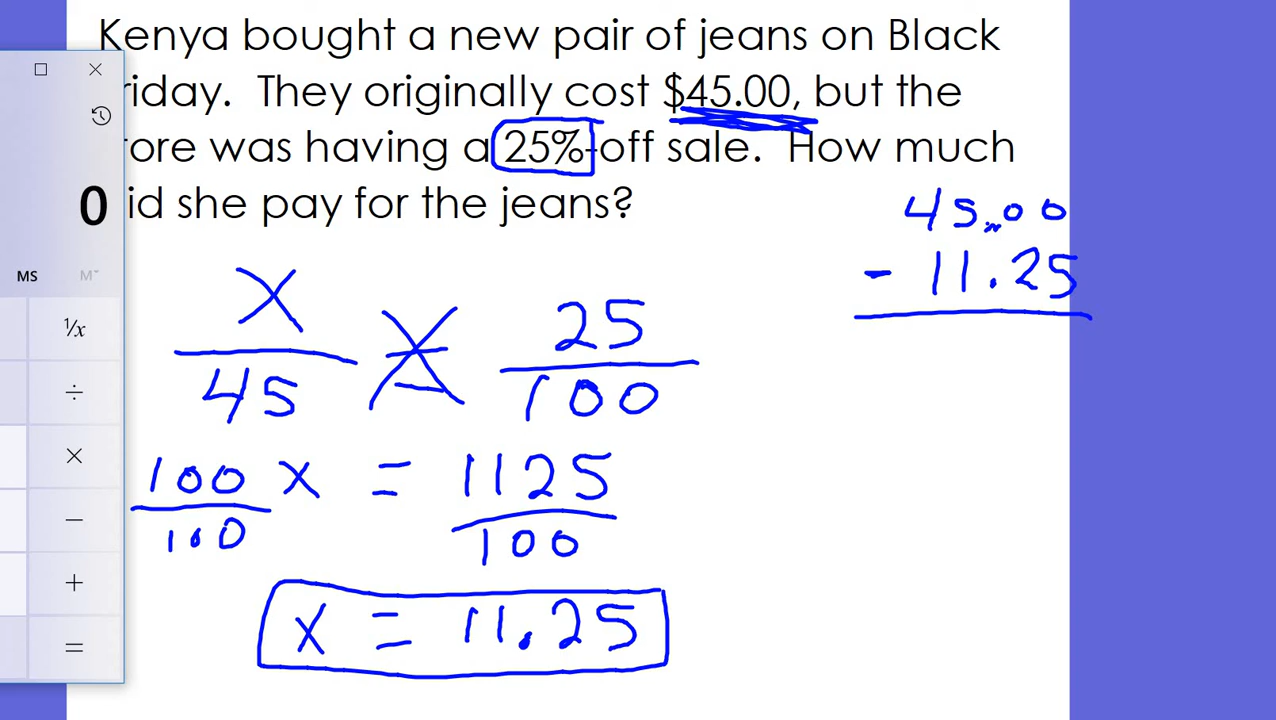 Kenya bought a new pair of jeans on Black
riday. They originally cost $45.00, but the
ore was having a 25%-off sale. How much
id she pay for the jeans?
0
MS M˅
¹/x
÷
×
−
+
=
x/45 = 25/100
100x/100 = 1125/100
x = 11.25
45.00
- 11.25